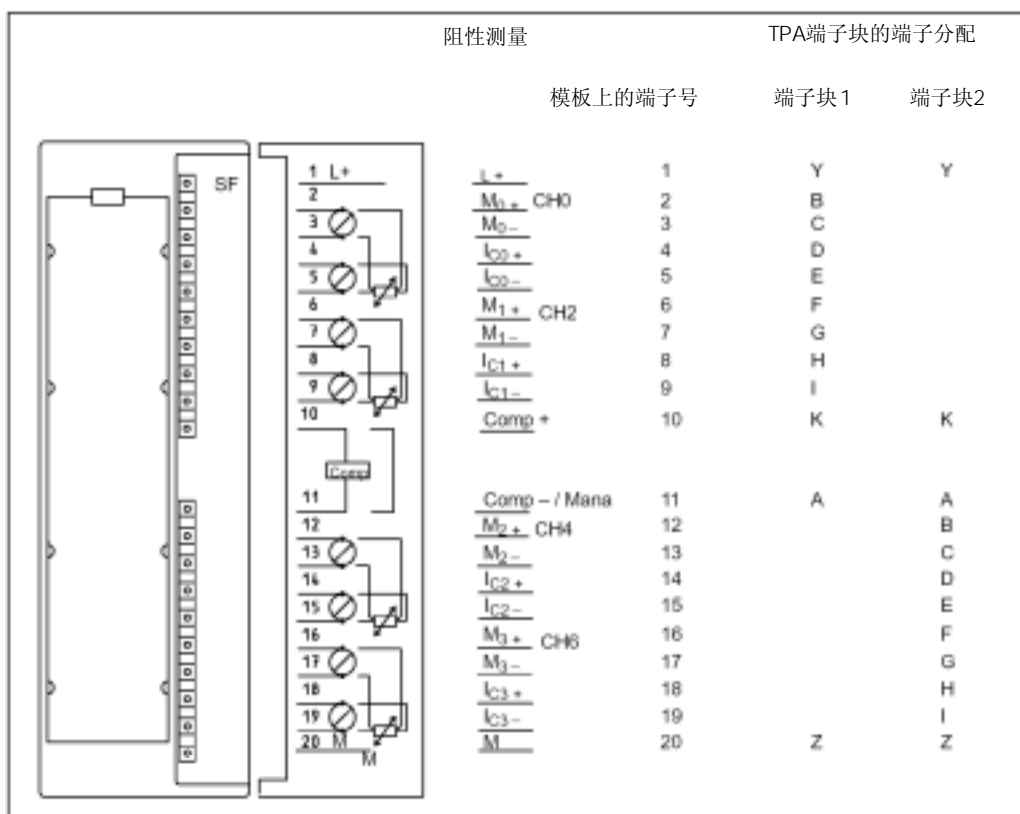 阻性测量 TPA端子块的端子分配
模板上的端子号 端子块1 端子块2
SF
1 L+ L+ 1 Y Y
2 M0+ CH0 2 B
3 M0– 3 C
4 IC0+ 4 D
5 IC0– 5 E
6 M1+ CH2 6 F
7 M1– 7 G
8 IC1+ 8 H
9 IC1– 9 I
10 Comp + 10 K K
Comp
11 Comp – / Mana 11 A A
12 M2+ CH4 12 B
13 M2– 13 C
14 IC2+ 14 D
15 IC2– 15 E
16 M3+ CH6 16 F
17 M3– 17 G
18 IC3+ 18 H
19 IC3– 19 I
20 M M 20 Z Z
M